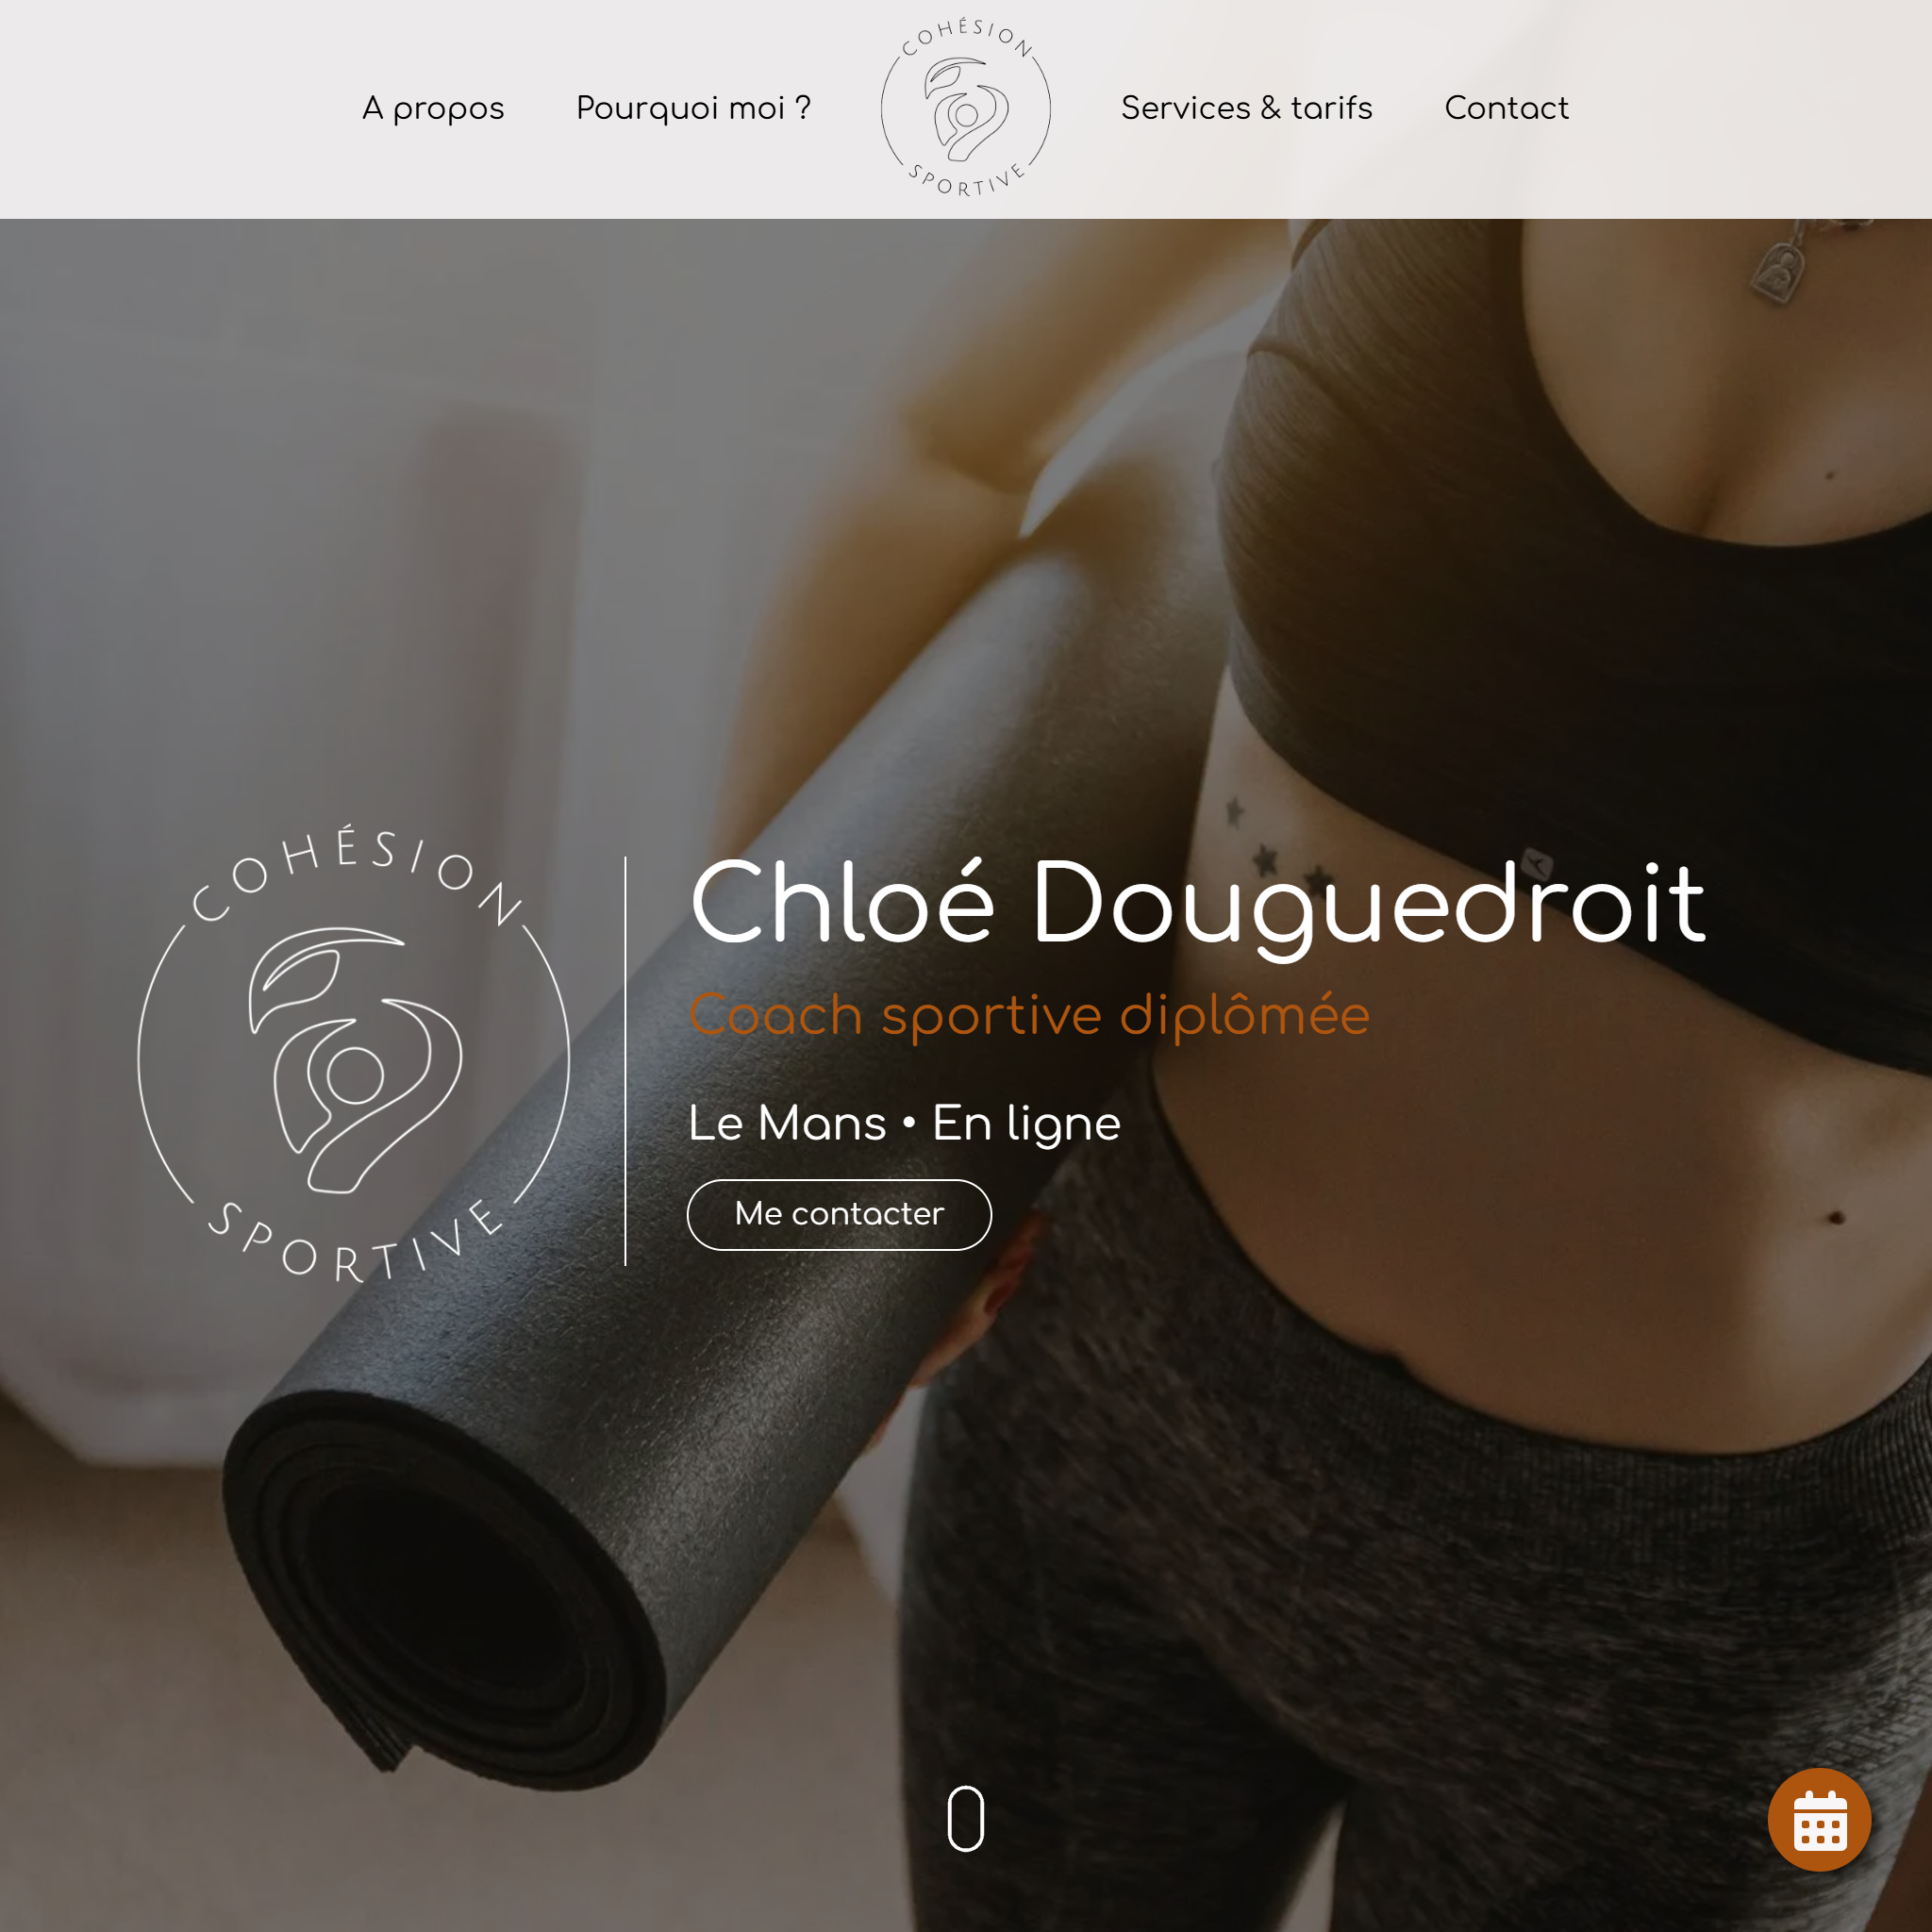 A propos
Pourquoi moi ?
COHÉSION
SPORTIVE
Services & tarifs
Contact
COHÉSION
SPORTIVE
Chloé Douguedroit
Coach sportive diplômée
Le Mans • En ligne
Me contacter